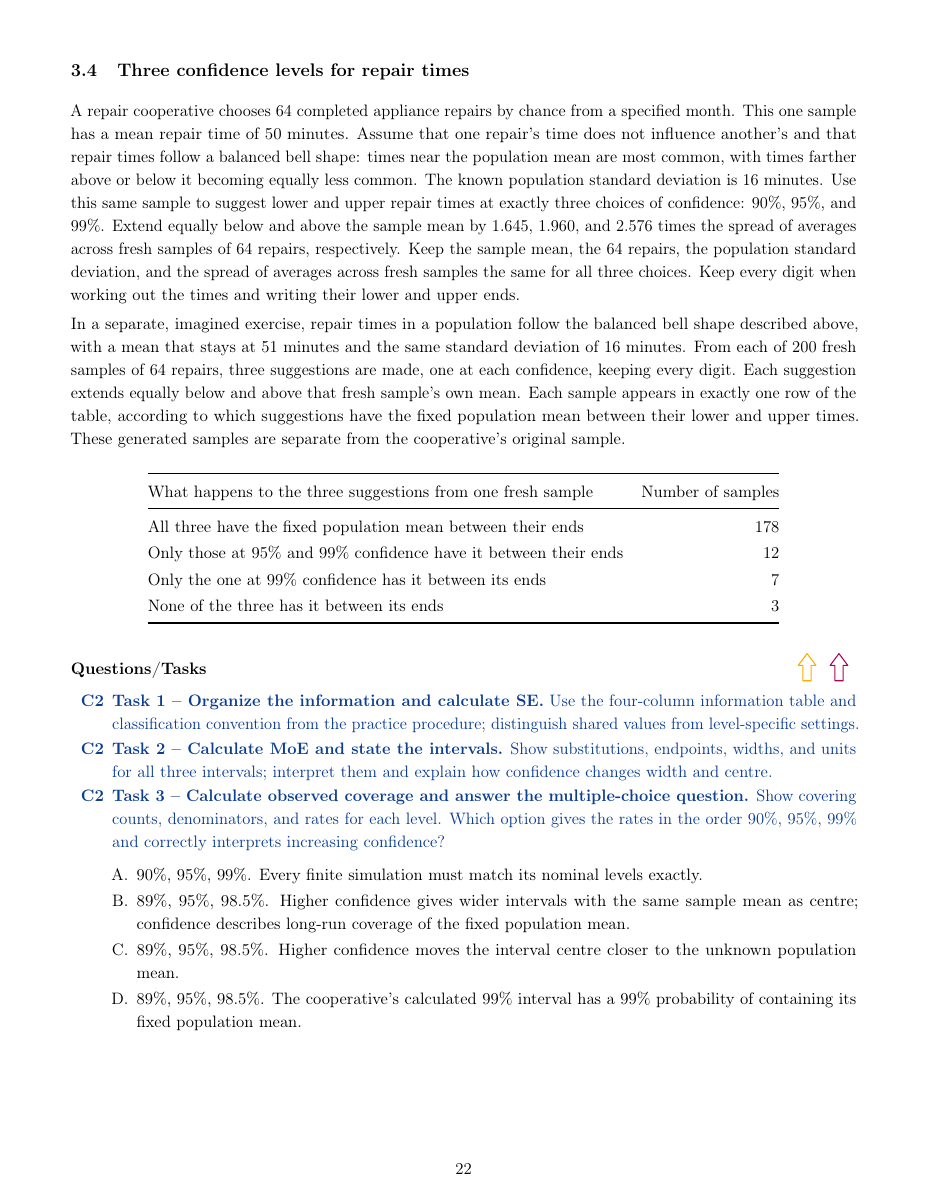 3.4 Three confidence levels for repair times
A repair cooperative chooses 64 completed appliance repairs by chance from a specified month. This one sample
has a mean repair time of 50 minutes. Assume that one repair's time does not influence another's and that
repair times follow a balanced bell shape: times near the population mean are most common, with times farther
above or below it becoming equally less common. The known population standard deviation is 16 minutes. Use
this same sample to suggest lower and upper repair times at exactly three choices of confidence: 90%, 95%, and
99%. Extend equally below and above the sample mean by 1.645, 1.960, and 2.576 times the spread of averages
across fresh samples of 64 repairs, respectively. Keep the sample mean, the 64 repairs, the population standard
deviation, and the spread of averages across fresh samples the same for all three choices. Keep every digit when
working out the times and writing their lower and upper ends.
In a separate, imagined exercise, repair times in a population follow the balanced bell shape described above,
with a mean that stays at 51 minutes and the same standard deviation of 16 minutes. From each of 200 fresh
samples of 64 repairs, three suggestions are made, one at each confidence, keeping every digit. Each suggestion
extends equally below and above that fresh sample's own mean. Each sample appears in exactly one row of the
table, according to which suggestions have the fixed population mean between their lower and upper times.
These generated samples are separate from the cooperative's original sample.
What happens to the three suggestions from one fresh sample Number of samples
All three have the fixed population mean between their ends 178
Only those at 95% and 99% confidence have it between their ends 12
Only the one at 99% confidence has it between its ends 7
None of the three has it between its ends 3
Questions/Tasks
C2 Task 1 – Organize the information and calculate SE. Use the four-column information table and
classification convention from the practice procedure; distinguish shared values from level-specific settings.
C2 Task 2 – Calculate MoE and state the intervals. Show substitutions, endpoints, widths, and units
for all three intervals; interpret them and explain how confidence changes width and centre.
C2 Task 3 – Calculate observed coverage and answer the multiple-choice question. Show covering
counts, denominators, and rates for each level. Which option gives the rates in the order 90%, 95%, 99%
and correctly interprets increasing confidence?
A. 90%, 95%, 99%. Every finite simulation must match its nominal levels exactly.
B. 89%, 95%, 98.5%. Higher confidence gives wider intervals with the same sample mean as centre;
confidence describes long-run coverage of the fixed population mean.
C. 89%, 95%, 98.5%. Higher confidence moves the interval centre closer to the unknown population
mean.
D. 89%, 95%, 98.5%. The cooperative's calculated 99% interval has a 99% probability of containing its
fixed population mean.
22